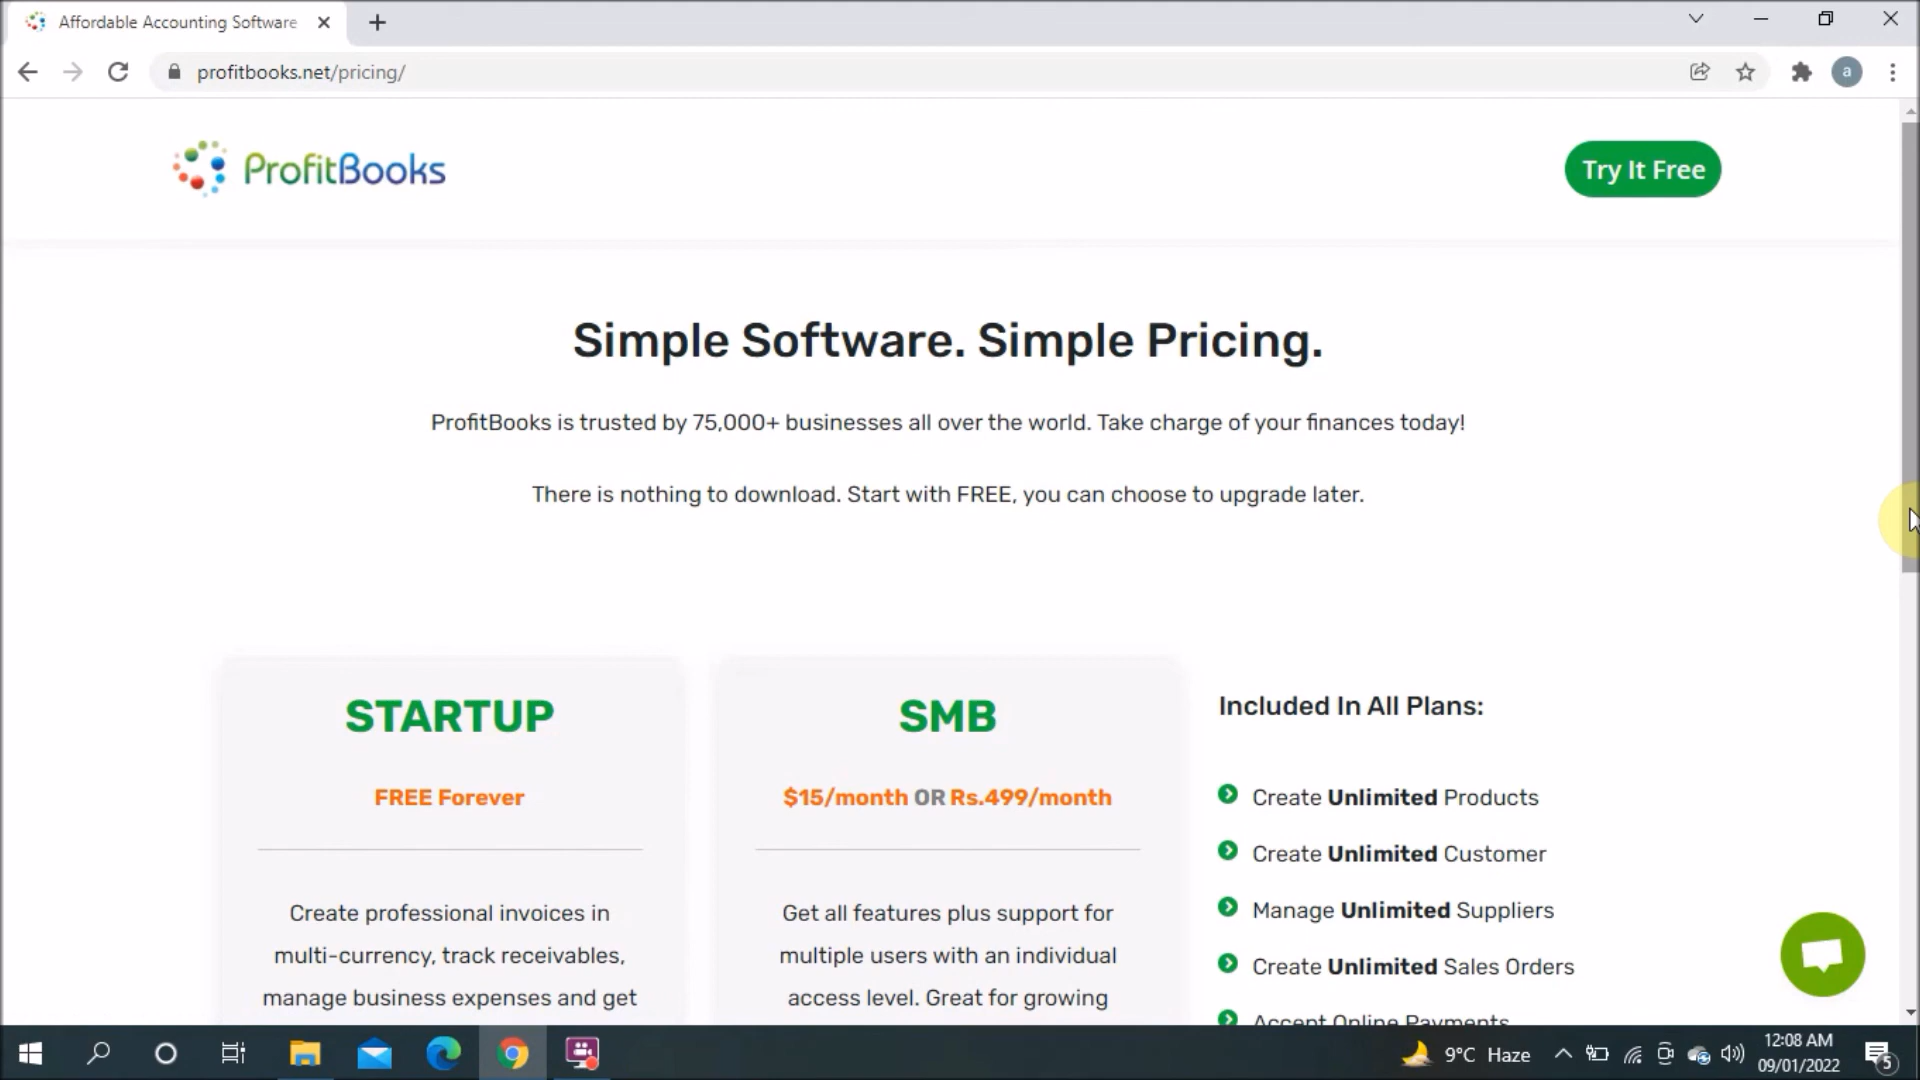 Affordable Accounting Software
profitbooks.net/pricing/
a
ProfitBooks
Try It Free
Simple Software. Simple Pricing.
ProfitBooks is trusted by 75,000+ businesses all over the world. Take charge of your finances today!
There is nothing to download. Start with FREE, you can choose to upgrade later.
STARTUP
FREE Forever
Create professional invoices in
multi-currency, track receivables,
manage business expenses and get
SMB
$15/month OR Rs.499/month
Get all features plus support for
multiple users with an individual
access level. Great for growing
Included In All Plans:
Create Unlimited Products
Create Unlimited Customer
Manage Unlimited Suppliers
Create Unlimited Sales Orders
Accept Online Payments
9°C Haze
12:08 AM
09/01/2022
5